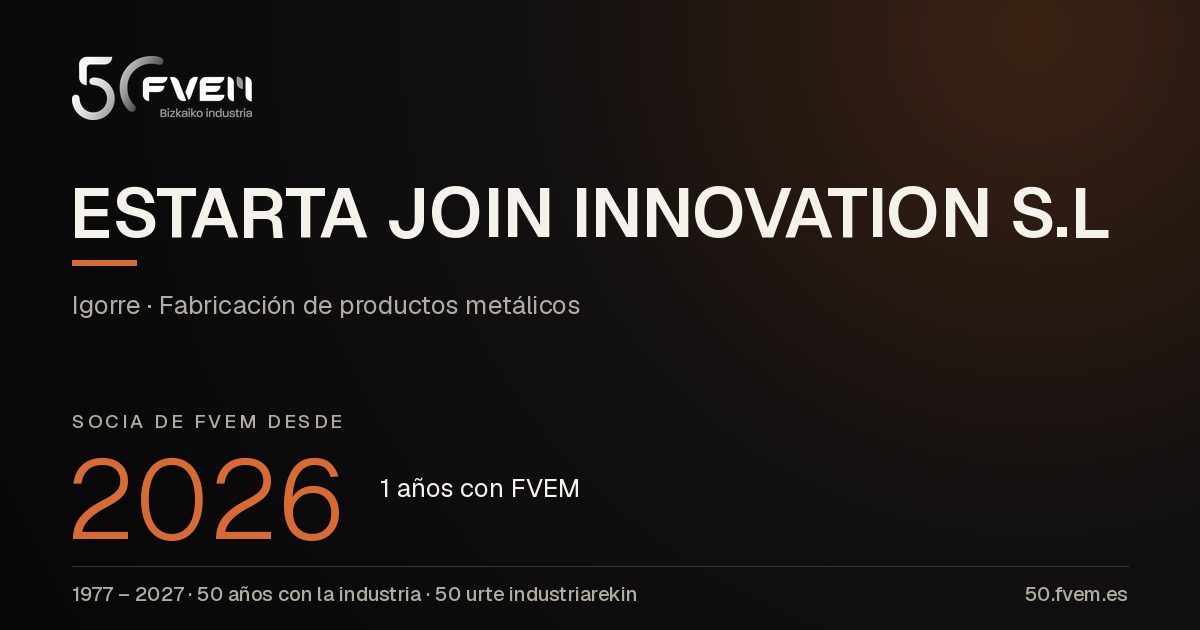 50 FVEM
Bizkaiko industria
ESTARTA JOIN INNOVATION S.L
Igorre · Fabricación de productos metálicos
SOCIA DE FVEM DESDE
2026
1 años con FVEM
1977 – 2027 · 50 años con la industria · 50 urte industriarekin
50.fvem.es